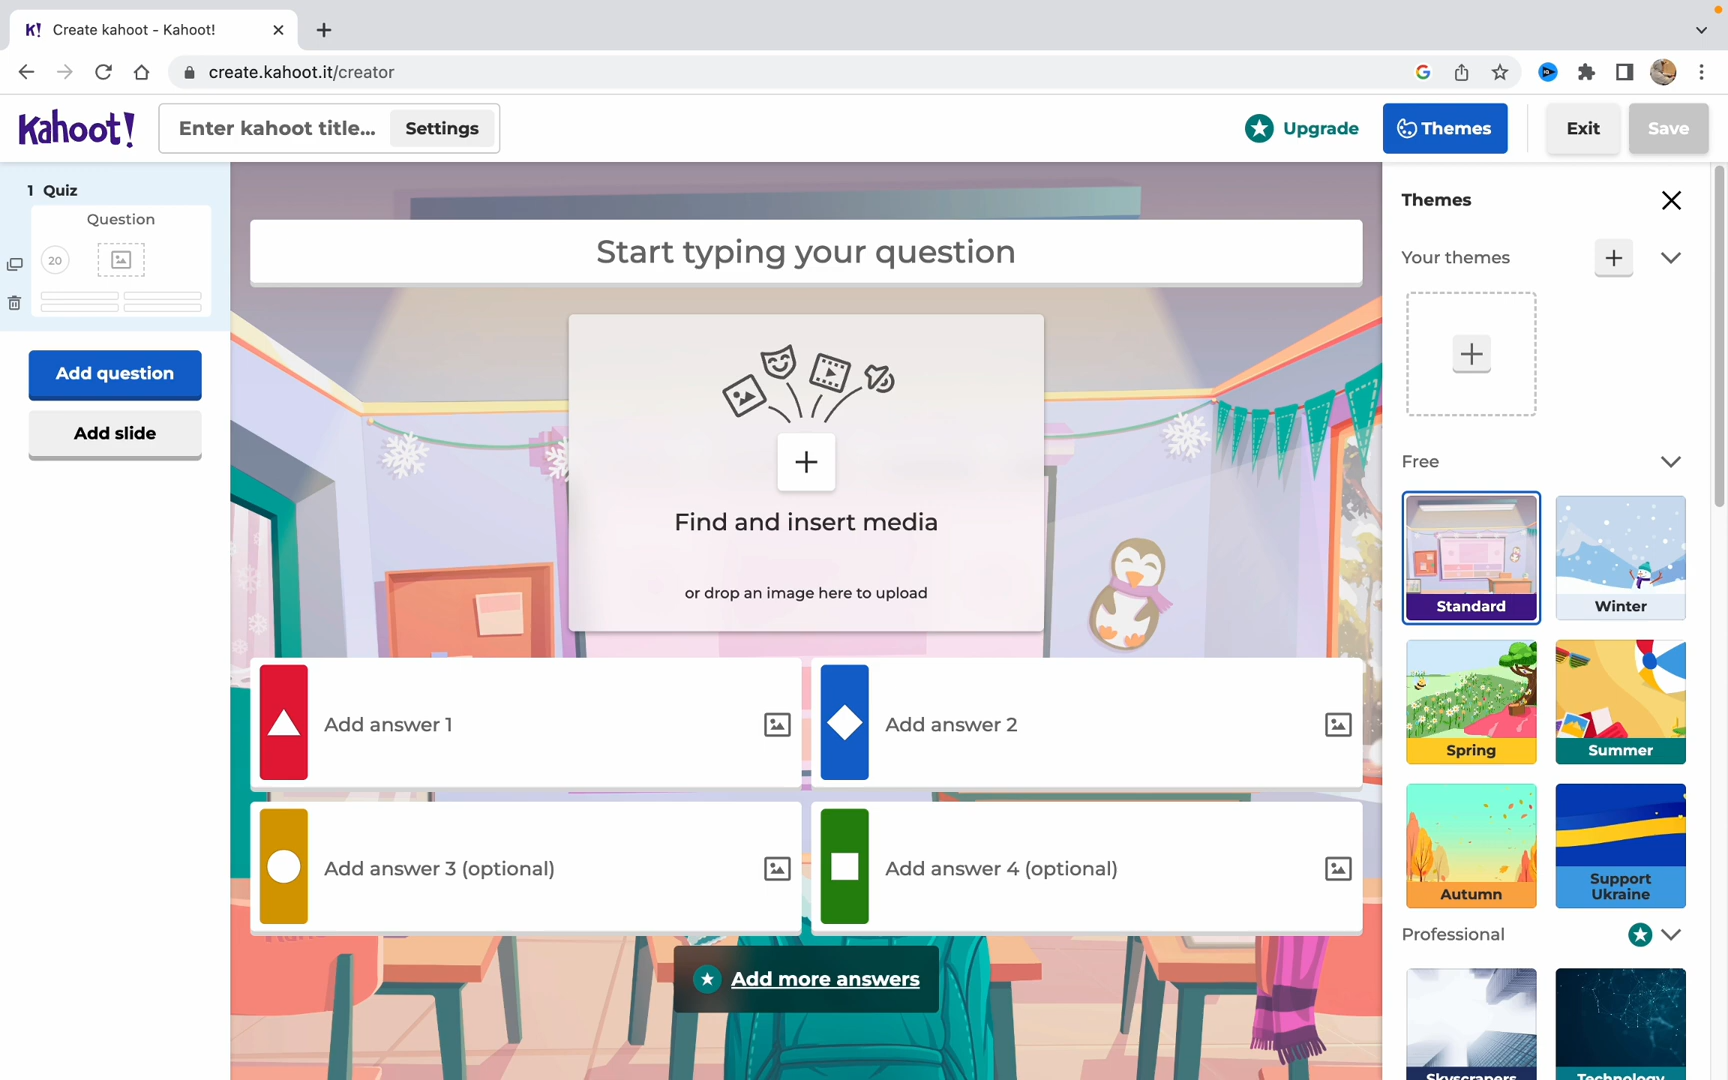 K! Create kahoot - Kahoot!
create.kahoot.it/creator
Kahoot!
Enter kahoot title...
Settings
Upgrade
Themes
Exit
Save
1 Quiz
Question
20
Add question
Add slide
Start typing your question
Find and insert media
or drop an image here to upload
Add answer 1
Add answer 2
Add answer 3 (optional)
Add answer 4 (optional)
Add more answers
Themes
Your themes
Free
Standard
Winter
Spring
Summer
Autumn
Support
Ukraine
Professional
Skyscrapers
Technology